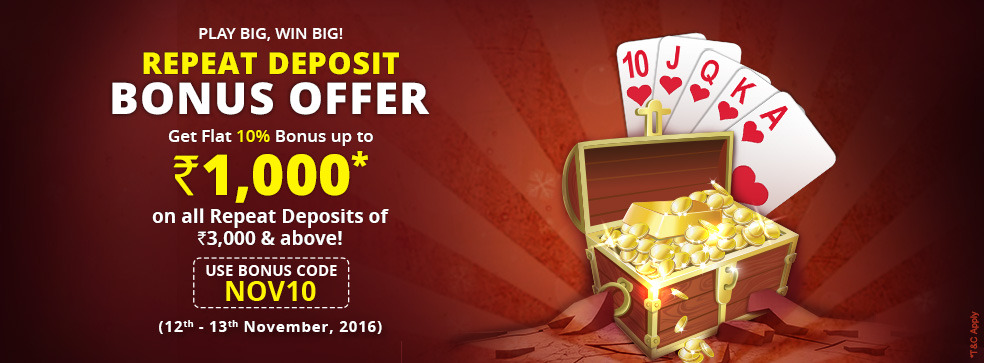 PLAY BIG, WIN BIG!
REPEAT DEPOSIT
BONUS OFFER
Get Flat 10% Bonus up to
₹1,000*
on all Repeat Deposits of
₹3,000 & above!
USE BONUS CODE
NOV10
(12th - 13th November, 2016)
10
J
Q
K
A
*T&C Apply